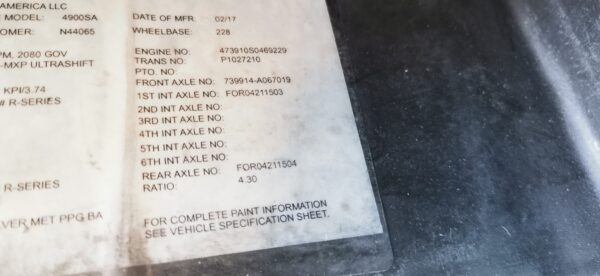 AMERICA LLC
MODEL: 4900SA
OMER: N44065
PM, 2080 GOV
-MXP ULTRASHIFT
KPI/3.74
# R-SERIES
R-SERIES
VER MET PPG BA
DATE OF MFR: 02/17
WHEELBASE: 228
ENGINE NO: 473910S0469229
TRANS NO: P1027210
PTO. NO:
FRONT AXLE NO: 739914-A067019
1ST INT AXLE NO: FOR04211503
2ND INT AXLE NO:
3RD INT AXLE NO:
4TH INT AXLE NO:
5TH INT AXLE NO:
6TH INT AXLE NO:
REAR AXLE NO: FOR04211504
RATIO: 4.30
FOR COMPLETE PAINT INFORMATION
SEE VEHICLE SPECIFICATION SHEET.